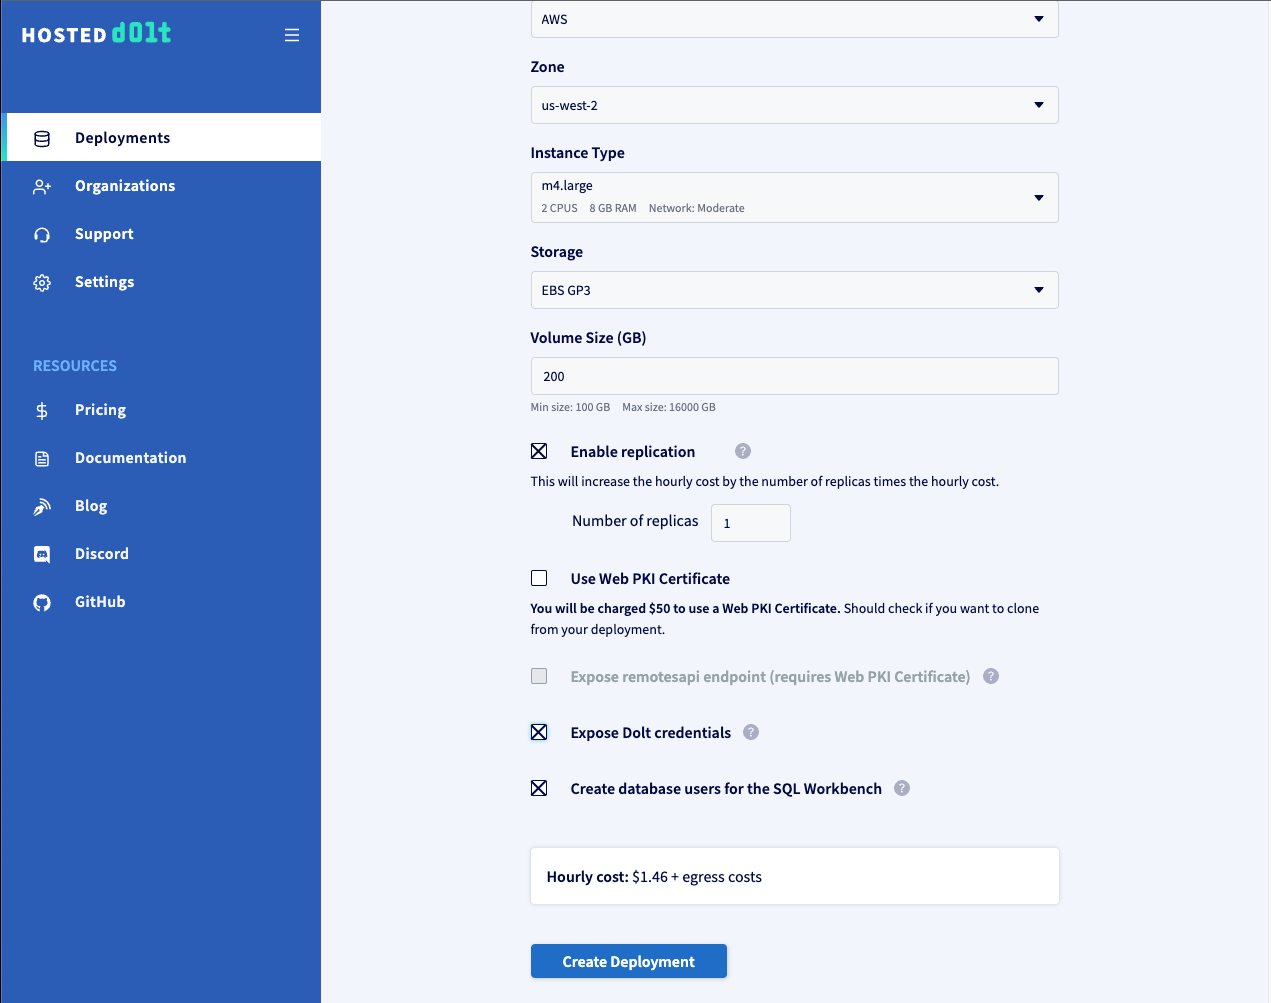 HOSTED dolt
Deployments
Organizations
Support
Settings
RESOURCES
Pricing
Documentation
Blog
Discord
GitHub
AWS
Zone
us-west-2
Instance Type
m4.large
2 CPUS 8 GB RAM Network: Moderate
Storage
EBS GP3
Volume Size (GB)
200
Min size: 100 GB Max size: 16000 GB
Enable replication ?
This will increase the hourly cost by the number of replicas times the hourly cost.
Number of replicas 1
Use Web PKI Certificate
You will be charged $50 to use a Web PKI Certificate. Should check if you want to clone
from your deployment.
Expose remotesapi endpoint (requires Web PKI Certificate) ?
Expose Dolt credentials ?
Create database users for the SQL Workbench ?
Hourly cost: $1.46 + egress costs
Create Deployment